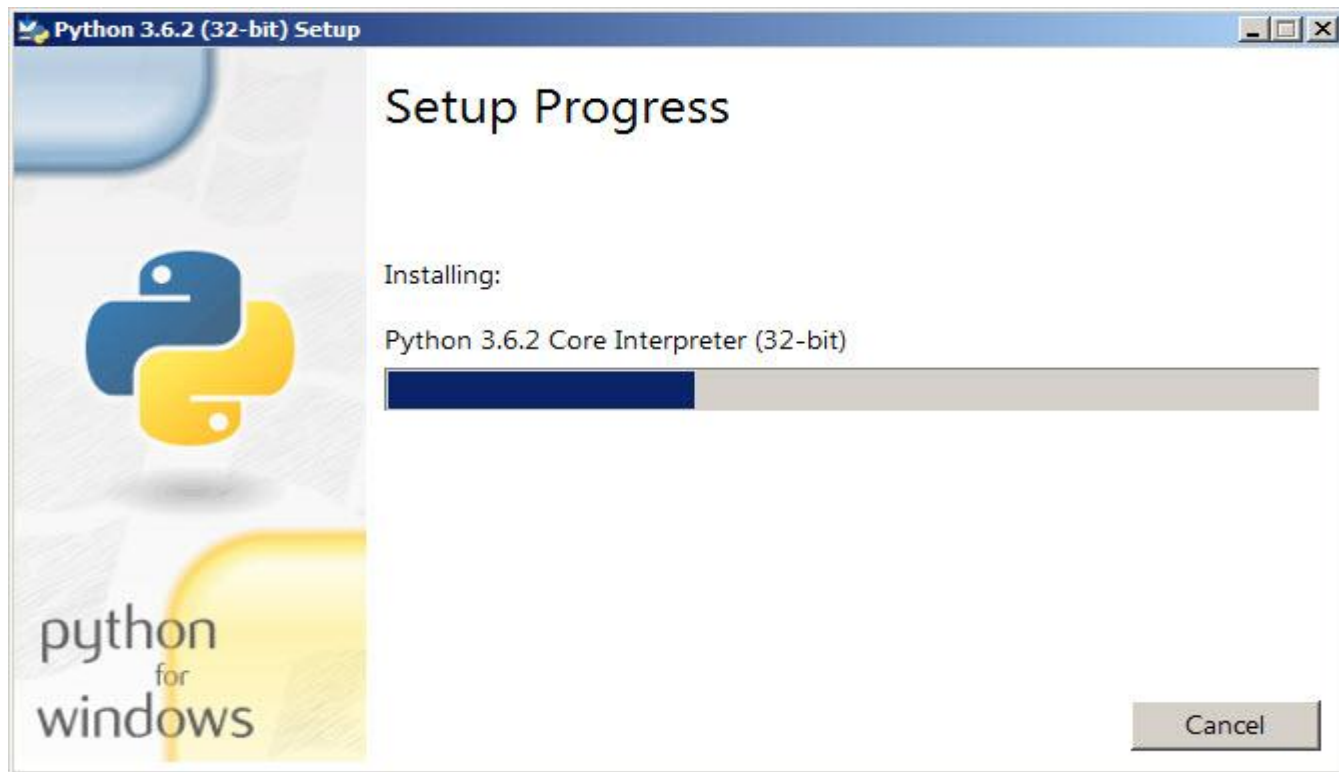 Python 3.6.2 (32-bit) Setup
Setup Progress
Installing:
Python 3.6.2 Core Interpreter (32-bit)
python
for
windows
Cancel